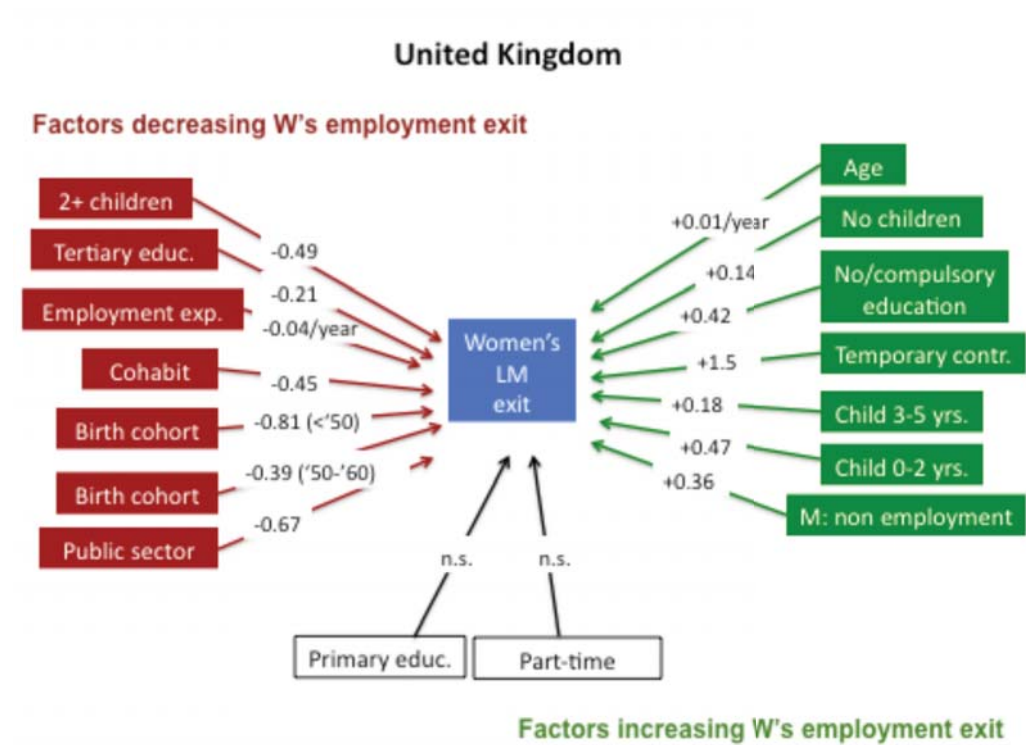 United Kingdom
Factors decreasing W's employment exit
2+ children
Tertiary educ.
Employment exp.
Cohabit
Birth cohort
Birth cohort
Public sector
-0.49
-0.21
-0.04/year
-0.45
-0.81 (<'50)
-0.39 ('50-'60)
-0.67
Women's
LM
exit
+0.01/year
+0.14
+0.42
+1.5
+0.18
+0.47
+0.36
Age
No children
No/compulsory
education
Temporary contr.
Child 3-5 yrs.
Child 0-2 yrs.
M: non employment
n.s.
n.s.
Primary educ.
Part-time
Factors increasing W's employment exit